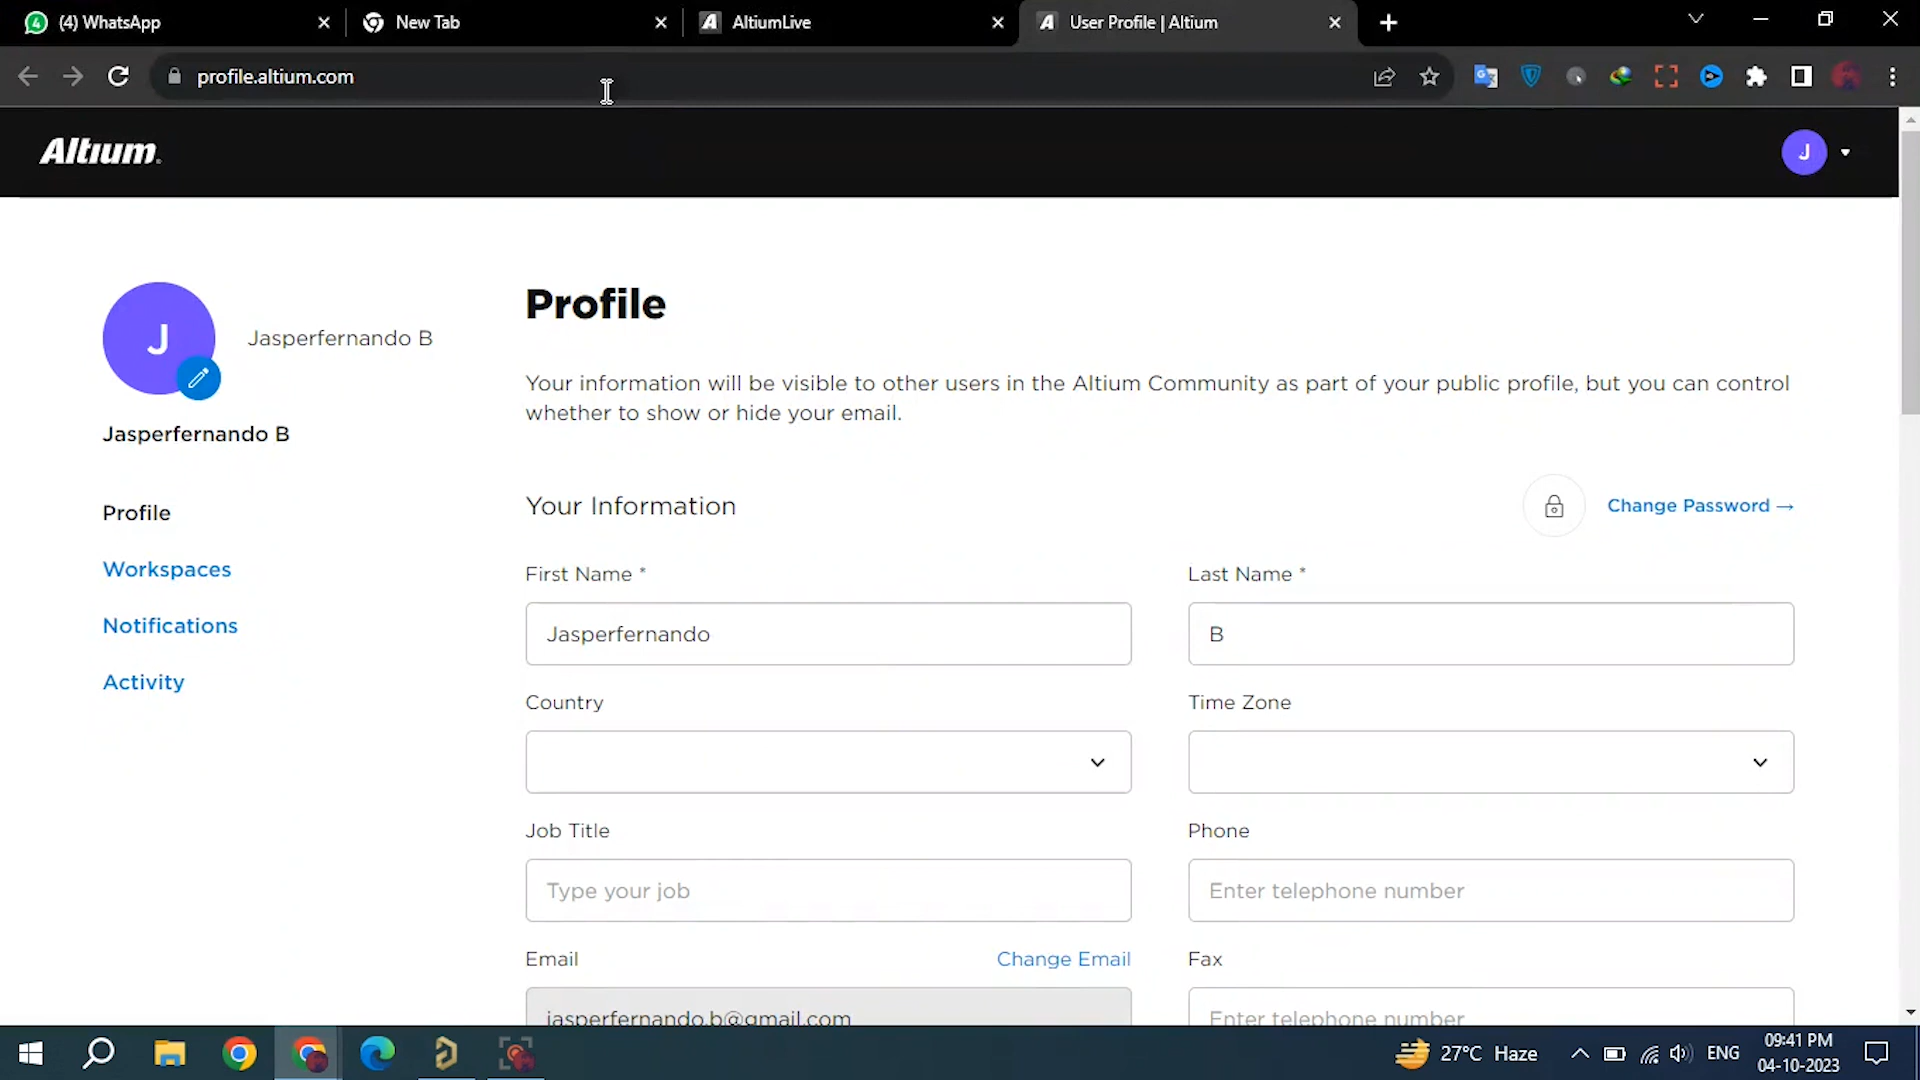 (4) WhatsApp
New Tab
AltiumLive
User Profile | Altium
profile.altium.com
Altium.
J
J
Jasperfernando B
Jasperfernando B
Profile
Workspaces
Notifications
Activity
Profile
Your information will be visible to other users in the Altium Community as part of your public profile, but you can control
whether to show or hide your email.
Your Information
Change Password →
First Name *
Last Name *
Jasperfernando
B
Country
Time Zone
Job Title
Phone
Type your job
Enter telephone number
Email
Change Email
Fax
jasperfernando.b@gmail.com
Enter telephone number
27°C Haze
ENG
09:41 PM
04-10-2023